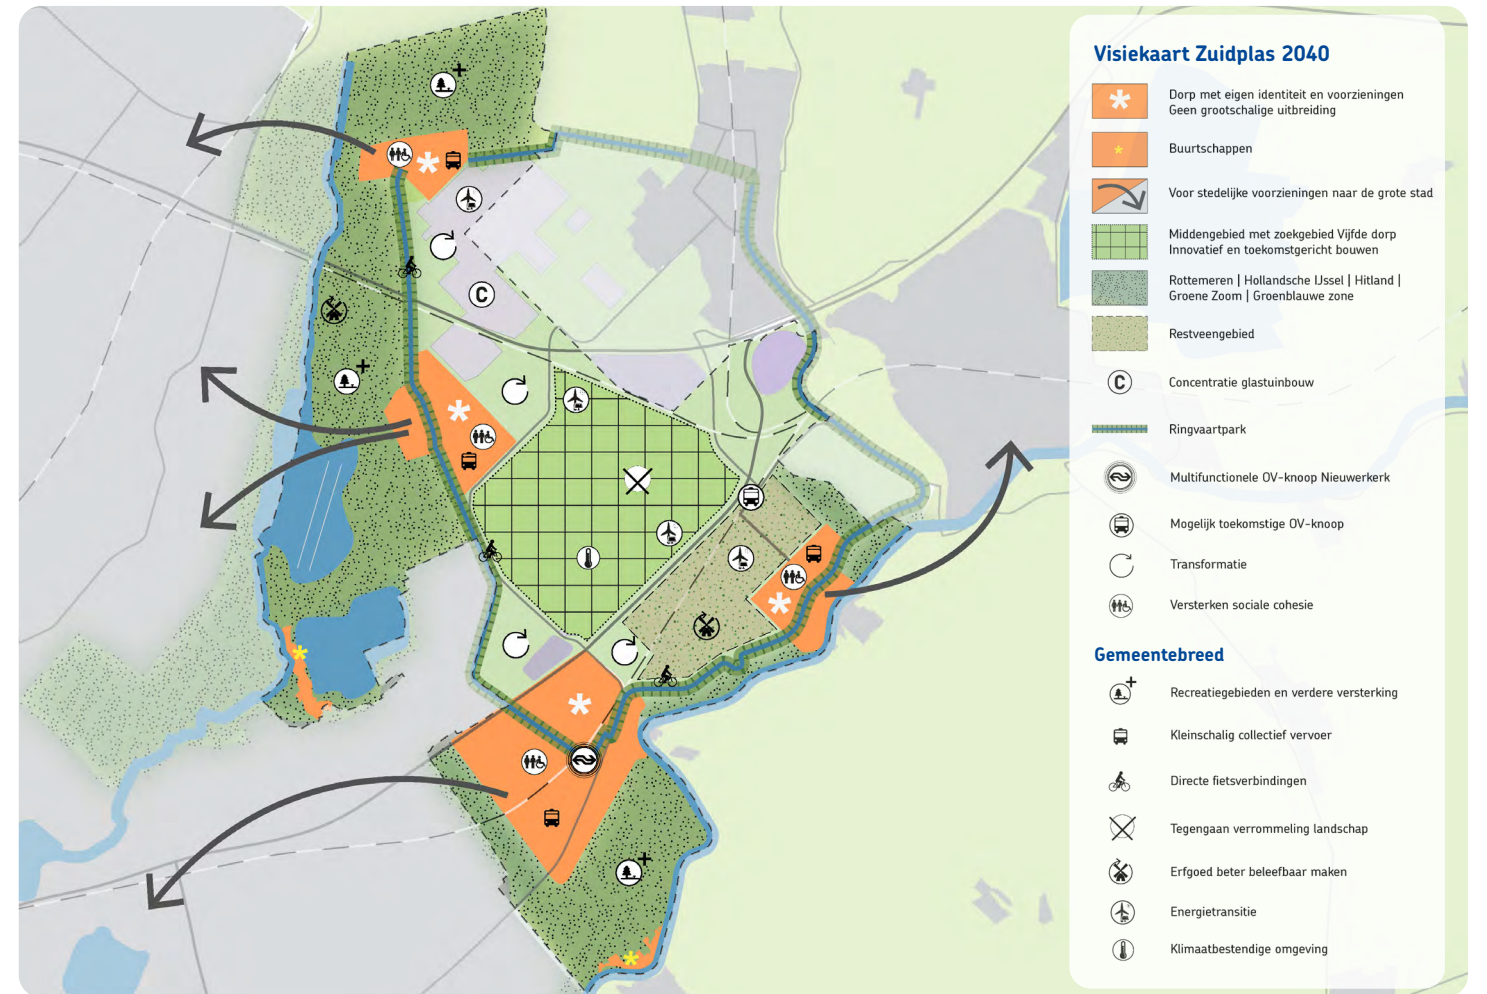 Visiekaart Zuidplas 2040
Dorp met eigen identiteit en voorzieningen
Geen grootschalige uitbreiding
Buurtschappen
Voor stedelijke voorzieningen naar de grote stad
Middengebied met zoekgebied Vijfde dorp
Innovatief en toekomstgericht bouwen
Rottemeren | Hollandsche IJssel | Hitland |
Groene Zoom | Groenblauwe zone
Restveengebied
C
Concentratie glastuinbouw
Ringvaartpark
Multifunctionele OV-knoop Nieuwerkerk
Mogelijk toekomstige OV-knoop
Transformatie
Versterken sociale cohesie
Gemeentebreed
Recreatiegebieden en verdere versterking
Kleinschalig collectief vervoer
Directe fietsverbindingen
Tegengaan verrommeling landschap
Erfgoed beter beleefbaar maken
Energietransitie
Klimaatbestendige omgeving
C